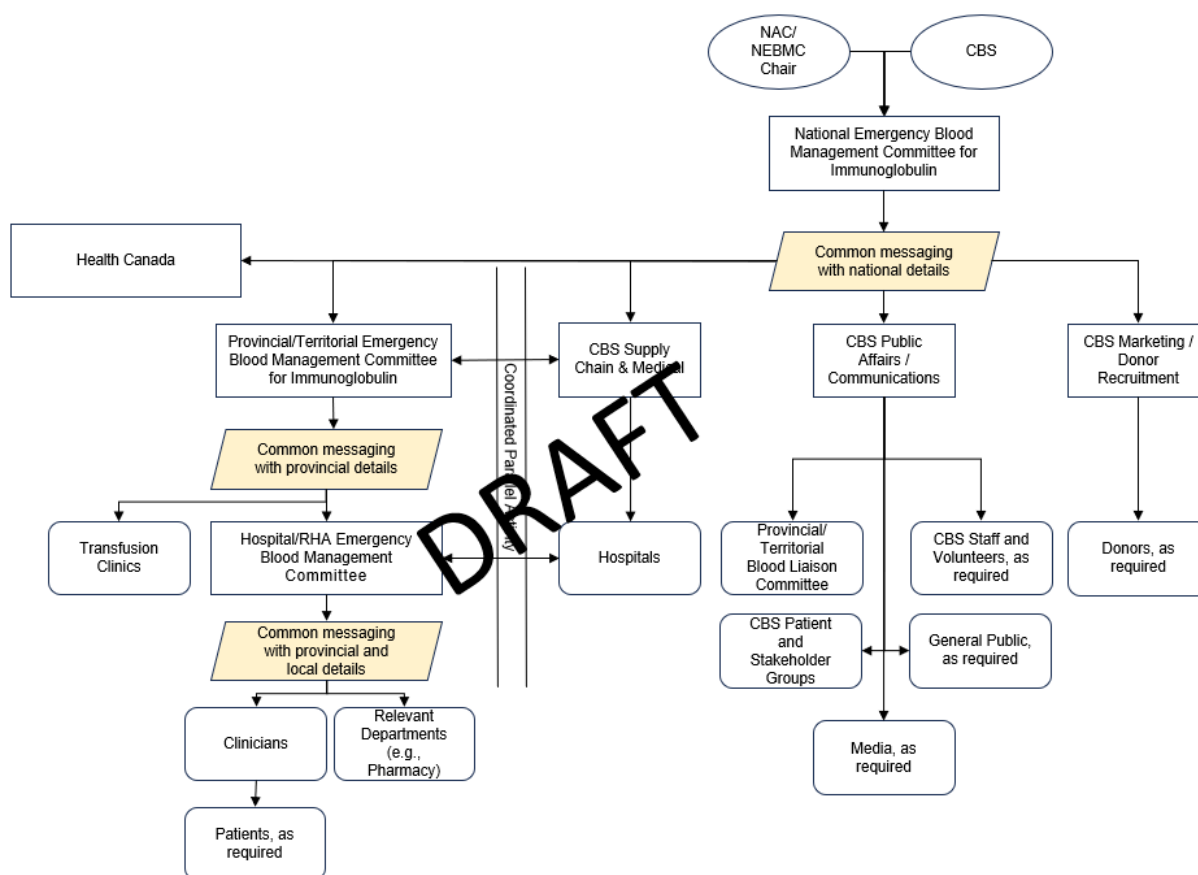 NAC/
NEBMC
Chair
CBS
National Emergency Blood
Management Committee for
Immunoglobulin
Common messaging
with national details
Health Canada
Provincial/Territorial Emergency
Blood Management Committee
for Immunoglobulin
CBS Supply
Chain & Medical
CBS Public
Affairs /
Communications
CBS Marketing /
Donor
Recruitment
Coordinated Parallel Activity
DRAFT
Common messaging
with provincial details
Transfusion
Clinics
Hospital/RHA Emergency
Blood Management
Committee
Hospitals
Provincial/
Territorial
Blood Liaison
Committee
CBS Staff and
Volunteers, as
required
Donors, as
required
Common messaging
with provincial and
local details
CBS Patient
and
Stakeholder
Groups
General Public,
as required
Clinicians
Relevant
Departments
(e.g.,
Pharmacy)
Media, as
required
Patients, as
required